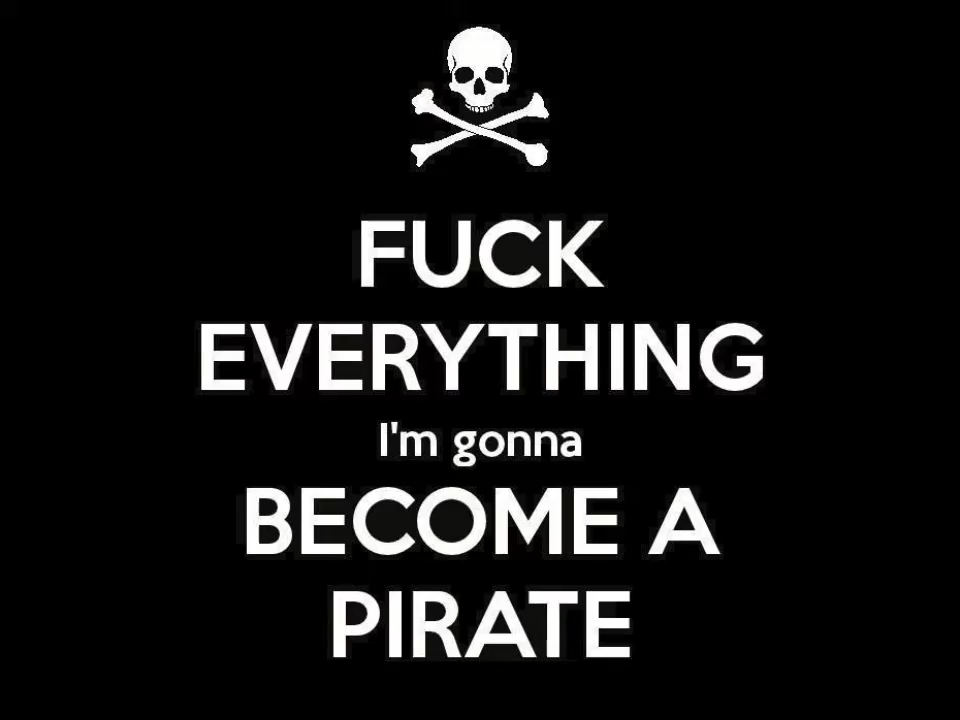 FUCK
EVERYTHING
I'm gonna
BECOME A
PIRATE